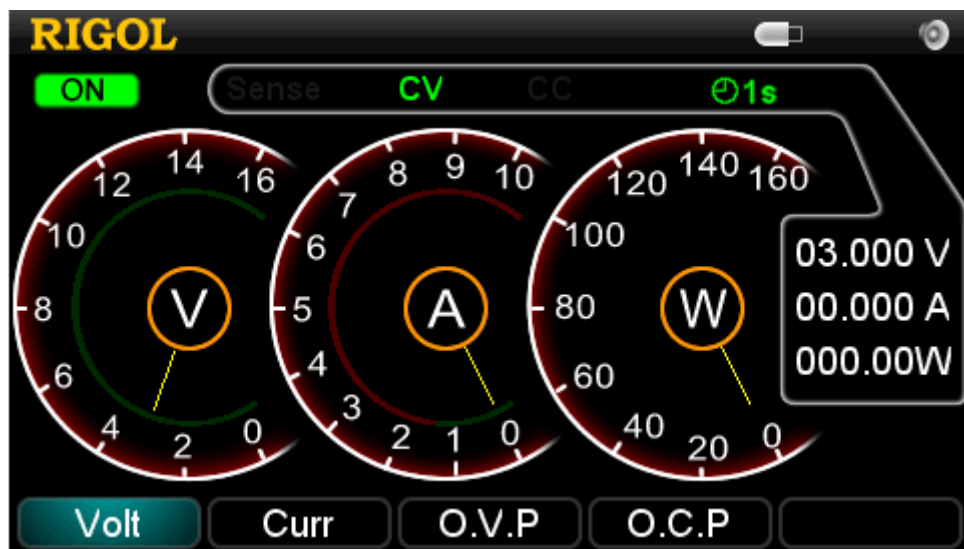 RIGOL
ON Sense CV CC 1s
0 2 4 6 8 10 12 14 16
V
0 1 2 3 4 5 6 7 8 9 10
A
0 20 40 60 80 100 120 140 160
W
03.000 V
00.000 A
000.00W
Volt Curr O.V.P O.C.P